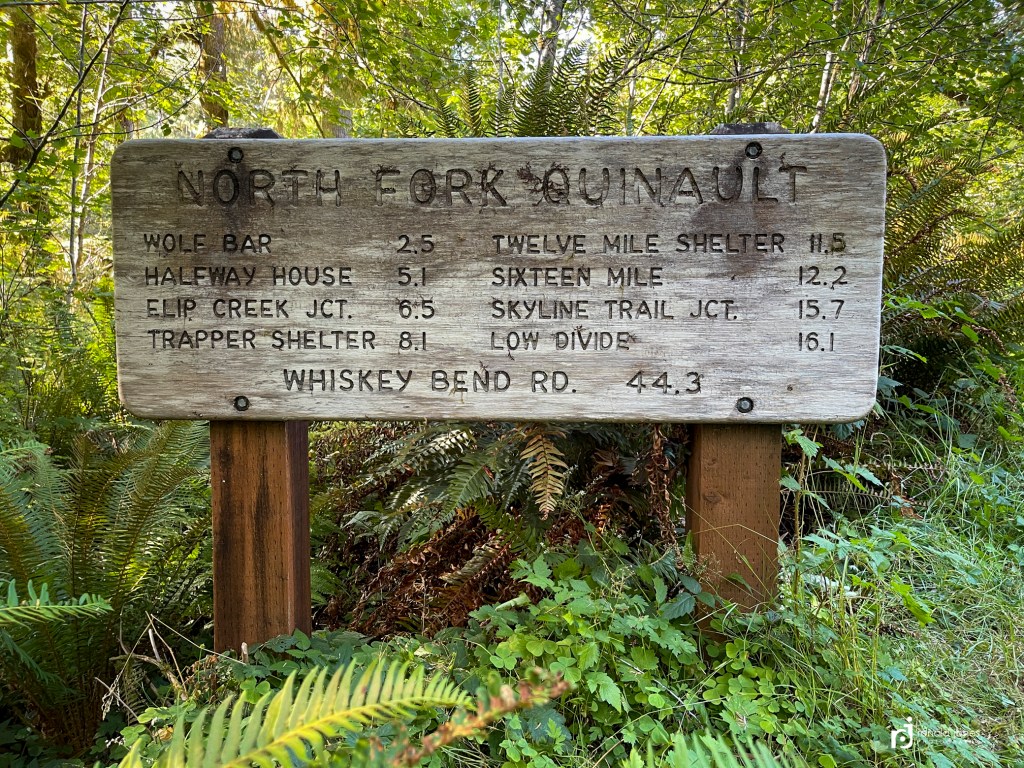 NORTH FORK QUINAULT
WOLF BAR 2.5
HALFWAY HOUSE 5.1
ELIP CREEK JCT. 6.5
TRAPPER SHELTER 8.1
TWELVE MILE SHELTER 11.5
SIXTEEN MILE 12.2
SKYLINE TRAIL JCT. 15.7
LOW DIVIDE 16.1
WHISKEY BEND RD. 44.3